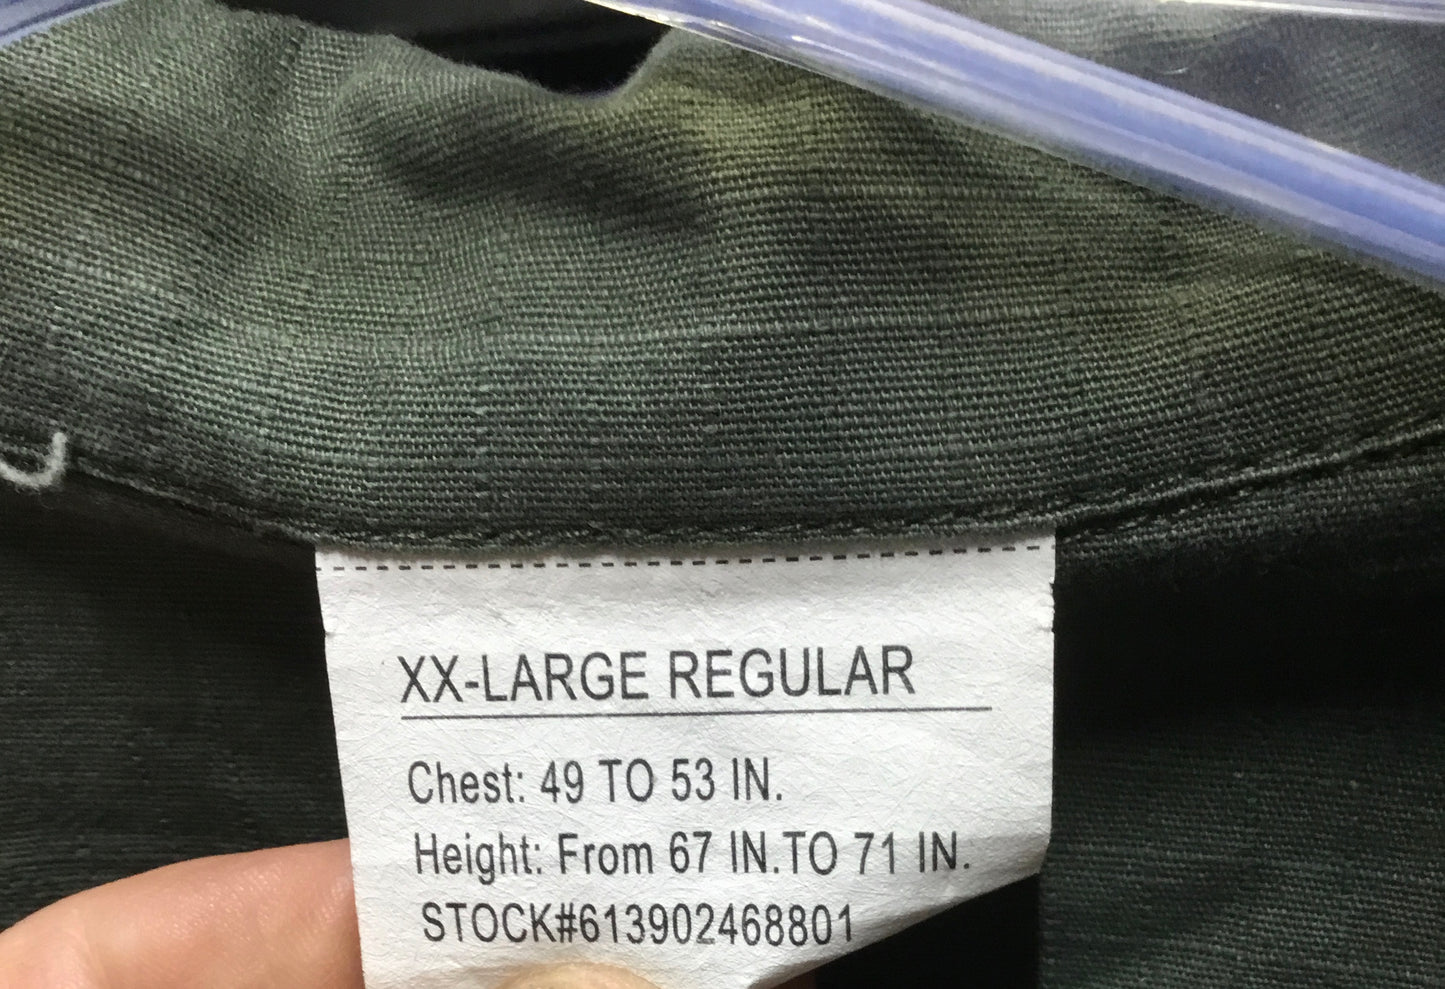 XX-LARGE REGULAR
Chest: 49 TO 53 IN.
Height: From 67 IN.TO 71 IN.
STOCK#613902468801